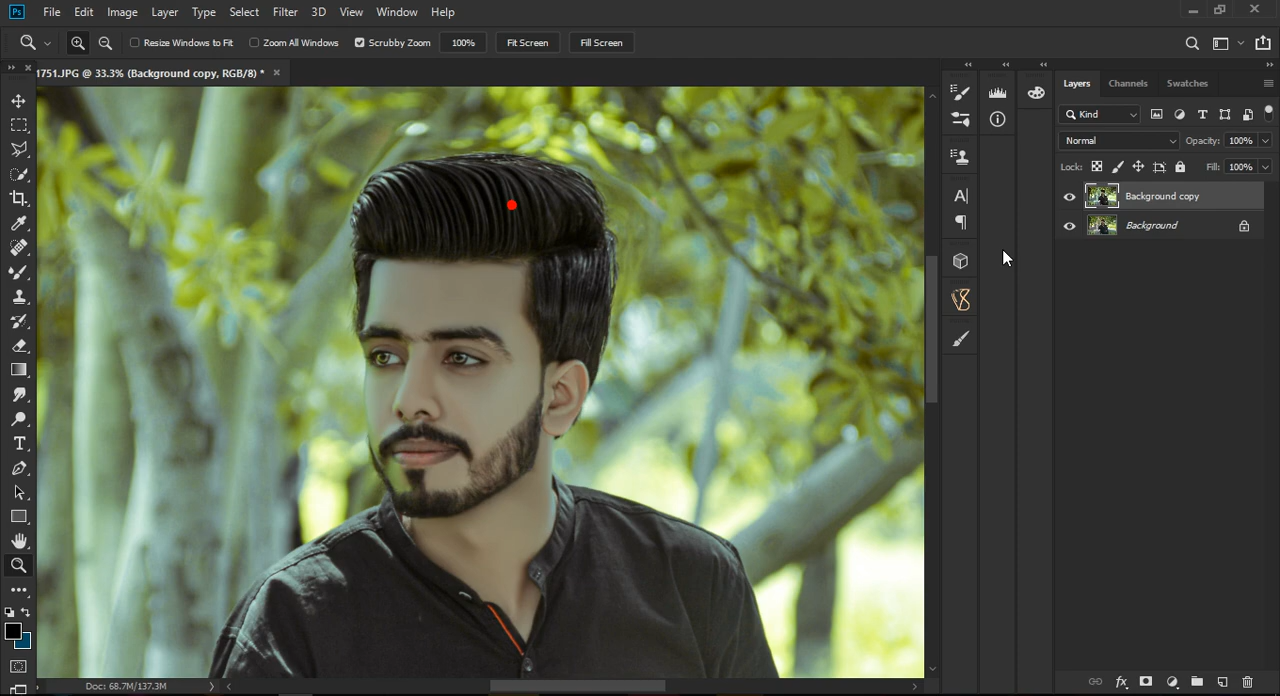 Ps File Edit Image Layer Type Select Filter 3D View Window Help
Resize Windows to Fit Zoom All Windows Scrubby Zoom 100% Fit Screen Fill Screen
1751.JPG @ 33.3% (Background copy, RGB/8) *
Layers Channels Swatches
Kind
Normal Opacity: 100%
Lock: Fill: 100%
Background copy
Background
Doc: 68.7M/137.3M